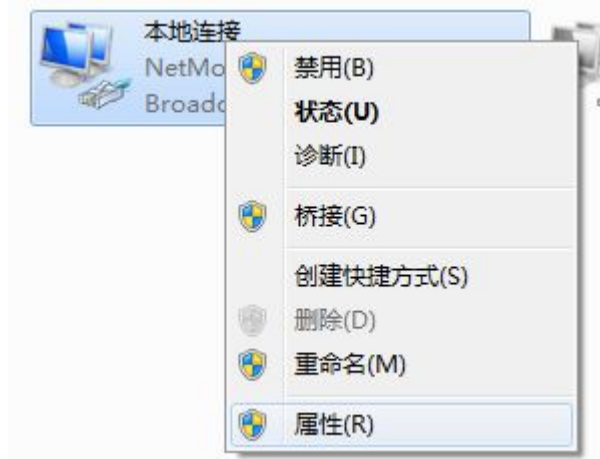 本地连接
NetMo
Broadc
禁用(B)
状态(U)
诊断(I)
桥接(G)
创建快捷方式(S)
删除(D)
重命名(M)
属性(R)